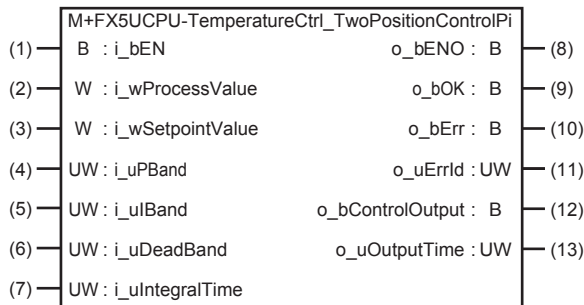 M+FX5UCPU-TemperatureCtrl_TwoPositionControlPi
(1) B : i_bEN o_bENO : B (8)
(2) W : i_wProcessValue o_bOK : B (9)
(3) W : i_wSetpointValue o_bErr : B (10)
(4) UW : i_uPBand o_uErrId : UW (11)
(5) UW : i_uIBand o_bControlOutput : B (12)
(6) UW : i_uDeadBand o_uOutputTime : UW (13)
(7) UW : i_uIntegralTime